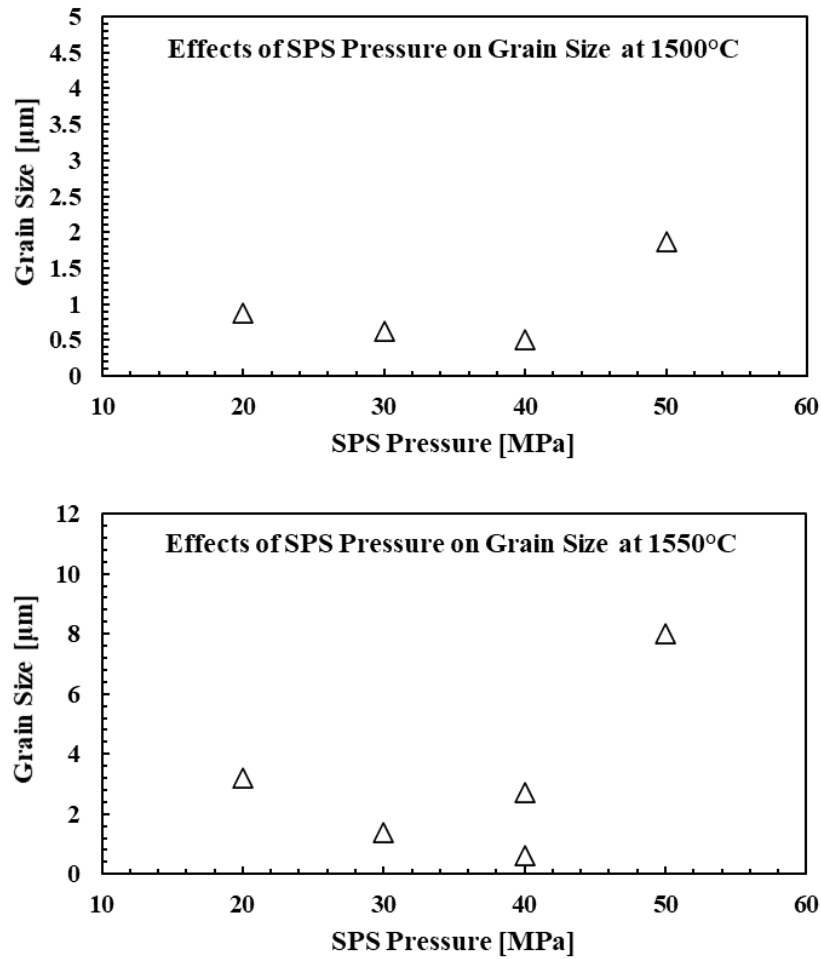 Effects of SPS Pressure on Grain Size at 1500°C
5
4.5
4
3.5
3
2.5
2
1.5
1
0.5
0
Grain Size [µm]
10 20 30 40 50 60
SPS Pressure [MPa]
Effects of SPS Pressure on Grain Size at 1550°C
12
10
8
6
4
2
0
Grain Size [µm]
10 20 30 40 50 60
SPS Pressure [MPa]